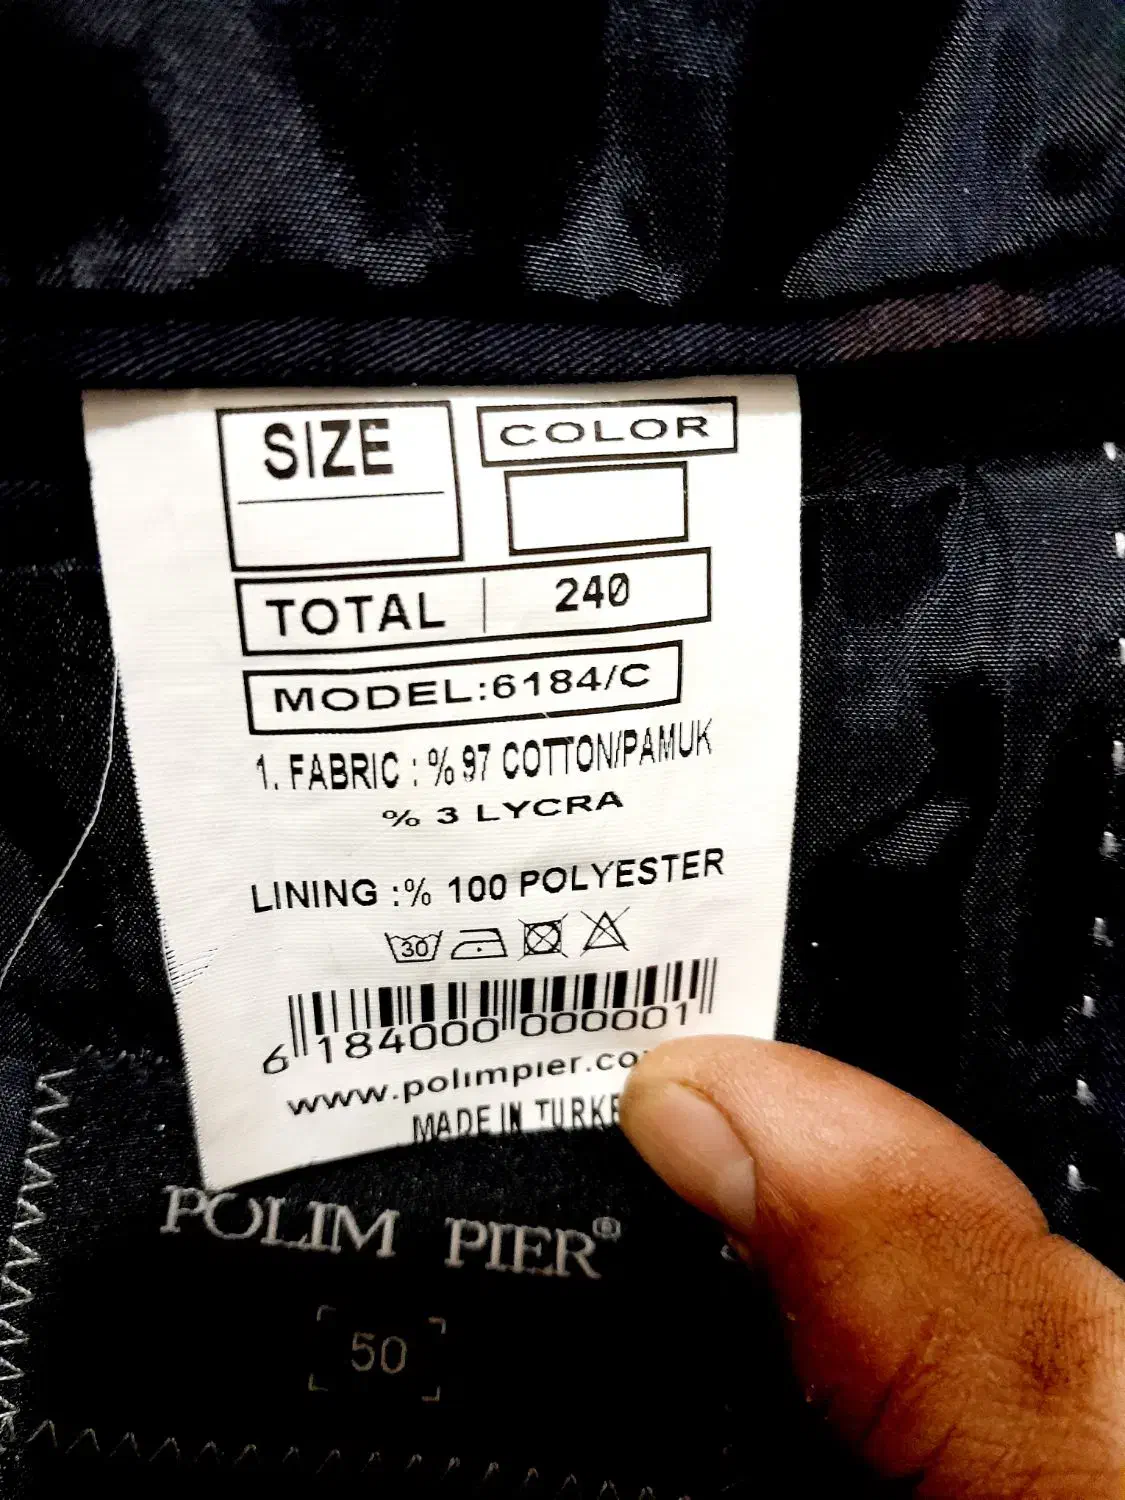 SIZE
COLOR
TOTAL 240
MODEL:6184/C
1. FABRIC : % 97 COTTON/PAMUK
% 3 LYCRA
LINING :% 100 POLYESTER
30
6 184000 000001
www.polimpier.co
MADE IN TURKE
POLIM PIER®
50